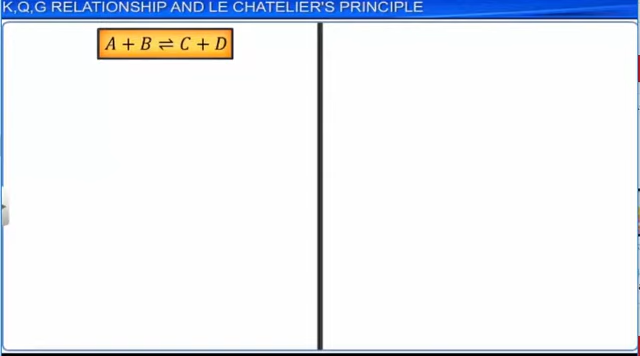 K,Q,G RELATIONSHIP AND LE CHATELIER'S PRINCIPLE
A + B ⇌ C + D